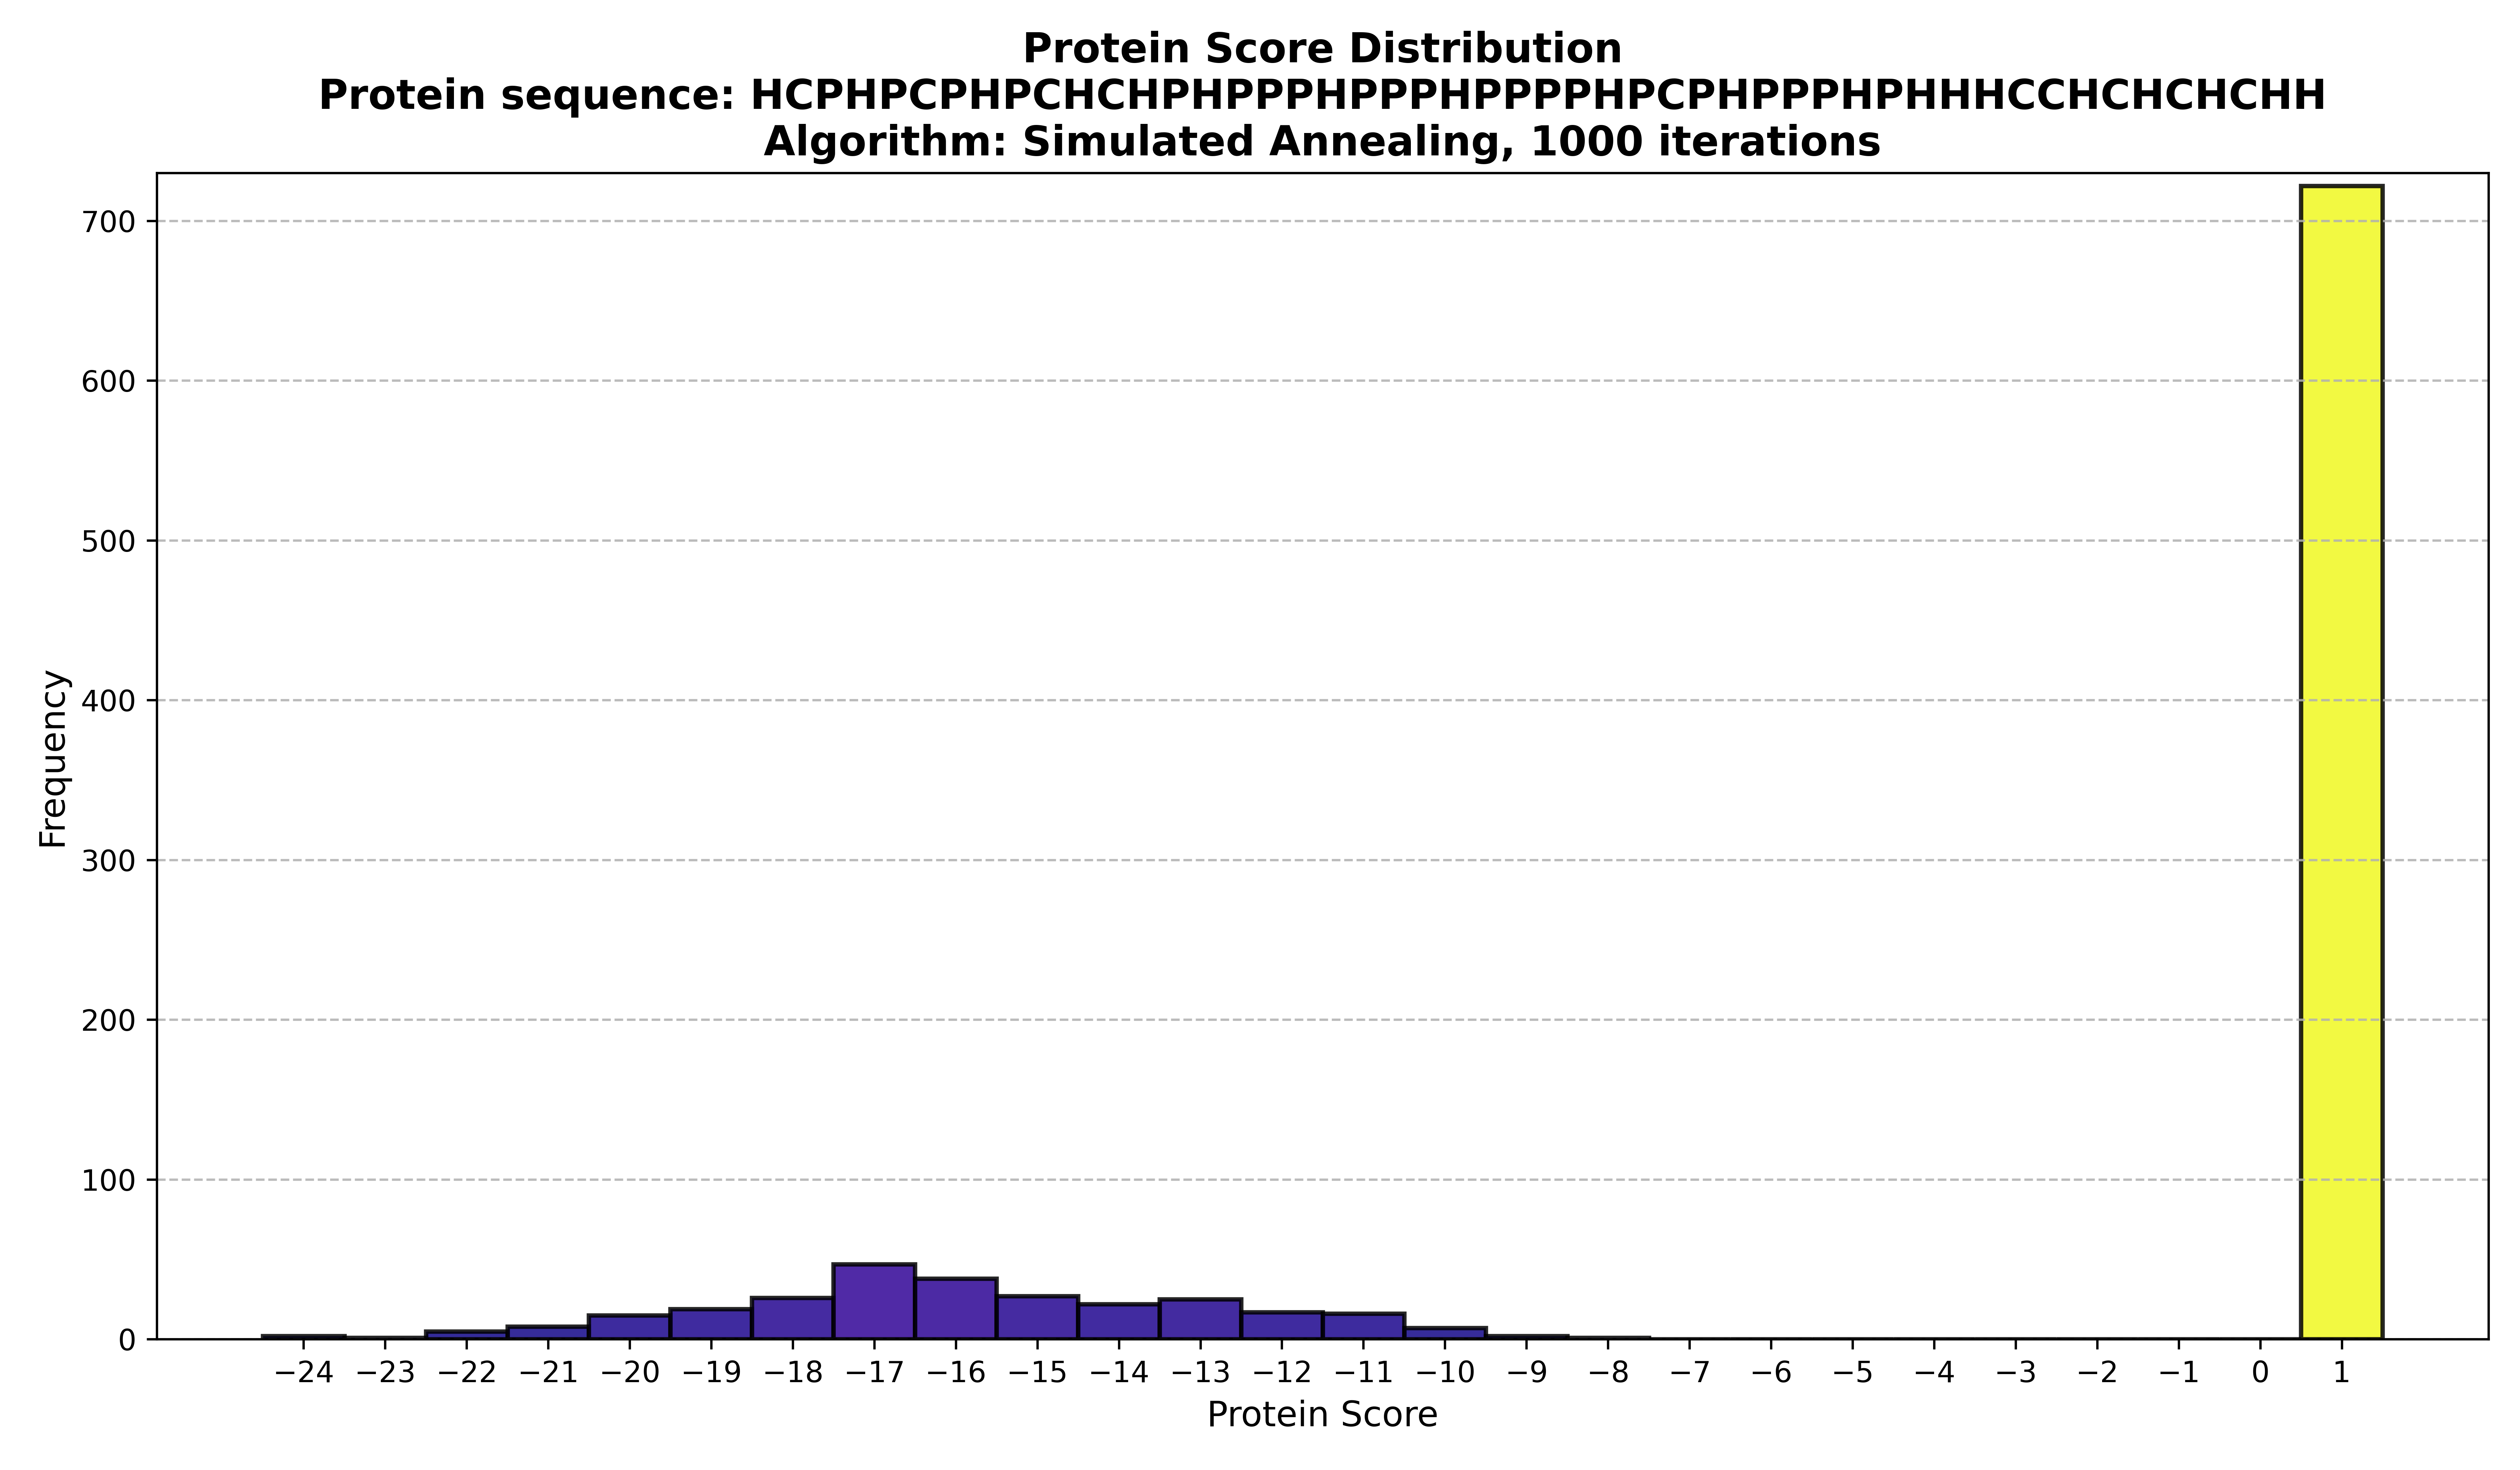 Protein Score Distribution
Protein sequence: HCPHPCPHPCHCHPHPPPHPPPHPPPPHPCPHPPPHPHHHCCHCHCHCHH
Algorithm: Simulated Annealing, 1000 iterations
Frequency
700
600
500
400
300
200
100
0
−24 −23 −22 −21 −20 −19 −18 −17 −16 −15 −14 −13 −12 −11 −10 −9 −8 −7 −6 −5 −4 −3 −2 −1 0 1
Protein Score